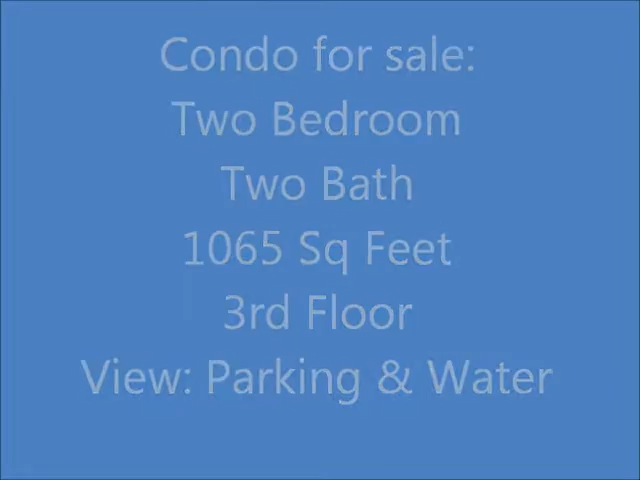 Condo for sale:
Two Bedroom
Two Bath
1065 Sq Feet
3rd Floor
View: Parking & Water